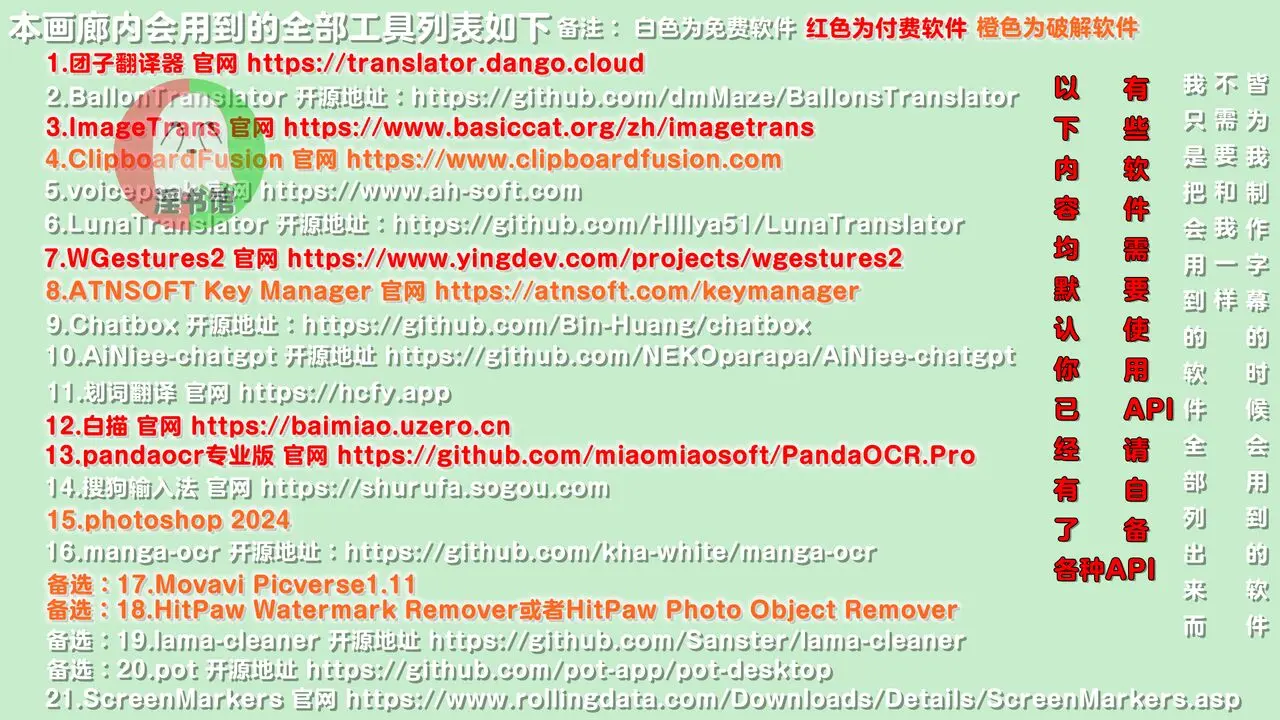 本画廊内会用到的全部工具列表如下 备注： 白色为免费软件 红色为付费软件 橙色为破解软件
1.团子翻译器 官网 https://translator.dango.cloud
2.BallonTranslator 开源地址：https://github.com/dmMaze/BallonsTranslator
3.ImageTrans 官网 https://www.basiccat.org/zh/imagetrans
4.ClipboardFusion 官网 https://www.clipboardfusion.com
5.voicepeak 官网 https://www.ah-soft.com
6.LunaTranslator 开源地址：https://github.com/HIllya51/LunaTranslator
7.WGestures2 官网 https://www.yingdev.com/projects/wgestures2
8.ATNSOFT Key Manager 官网 https://atnsoft.com/keymanager
9.Chatbox 开源地址：https://github.com/Bin-Huang/chatbox
10.AiNiee-chatgpt 开源地址 https://github.com/NEKOparapa/AiNiee-chatgpt
11.划词翻译 官网 https://hcfy.app
12.白描 官网 https://baimiao.uzero.cn
13.pandaocr专业版 官网 https://github.com/miaomiaosoft/PandaOCR.Pro
14.搜狗输入法 官网 https://shurufa.sogou.com
15.photoshop 2024
16.manga-ocr 开源地址：https://github.com/kha-white/manga-ocr
备选：17.Movavi Picverse1.11
备选：18.HitPaw Watermark Remover或者HitPaw Photo Object Remover
备选：19.lama-cleaner 开源地址 https://github.com/Sanster/lama-cleaner
备选：20.pot 开源地址 https://github.com/pot-app/pot-desktop
21.ScreenMarkers 官网 https://www.rollingdata.com/Downloads/Details/ScreenMarkers.asp
淫书馆
有些软件需要使用API请自备
以下内容均默认你已经有了各种API
皆为我制作字幕的时候会用到的软件
不需要和我一样
我只是把会用到的软件全部列出来而